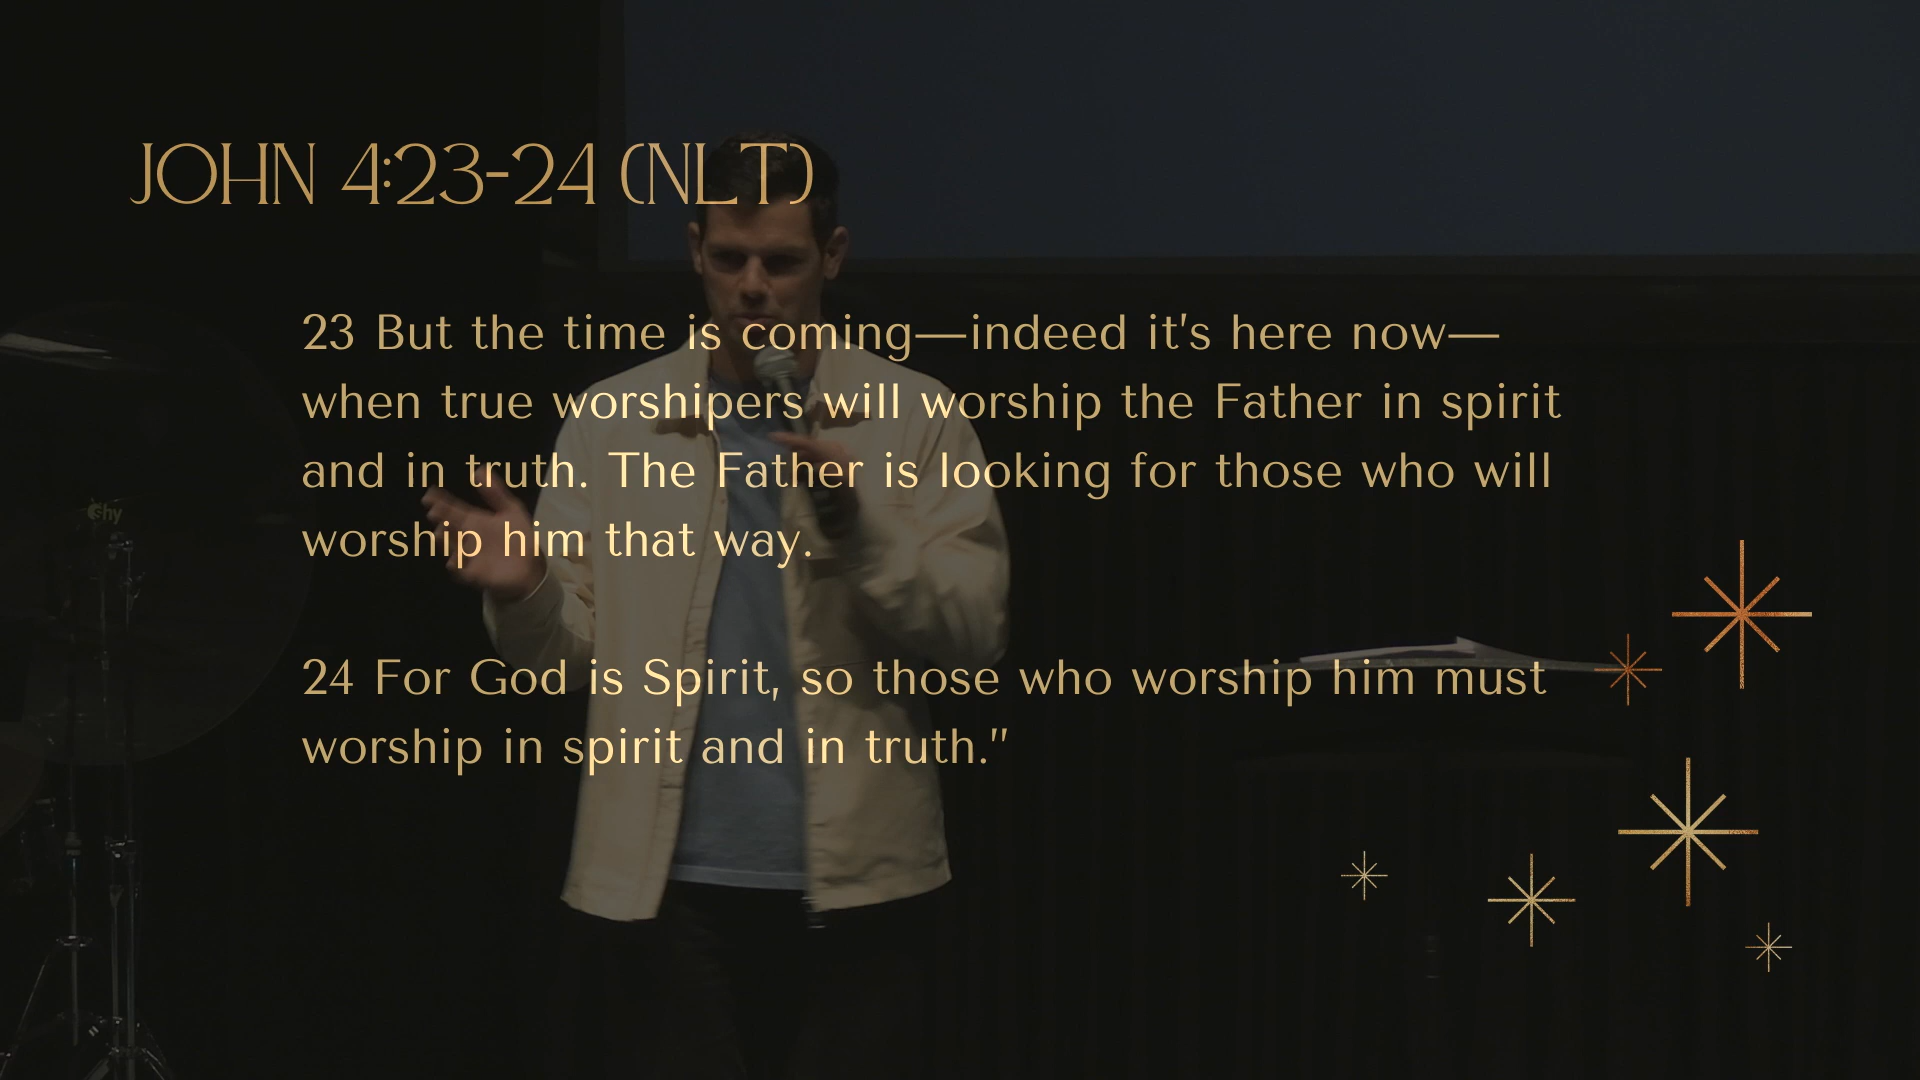 JOHN 4:23-24 (NLT)
23 But the time is coming—indeed it's here now—
when true worshipers will worship the Father in spirit
and in truth. The Father is looking for those who will
worship him that way.
24 For God is Spirit, so those who worship him must
worship in spirit and in truth.”